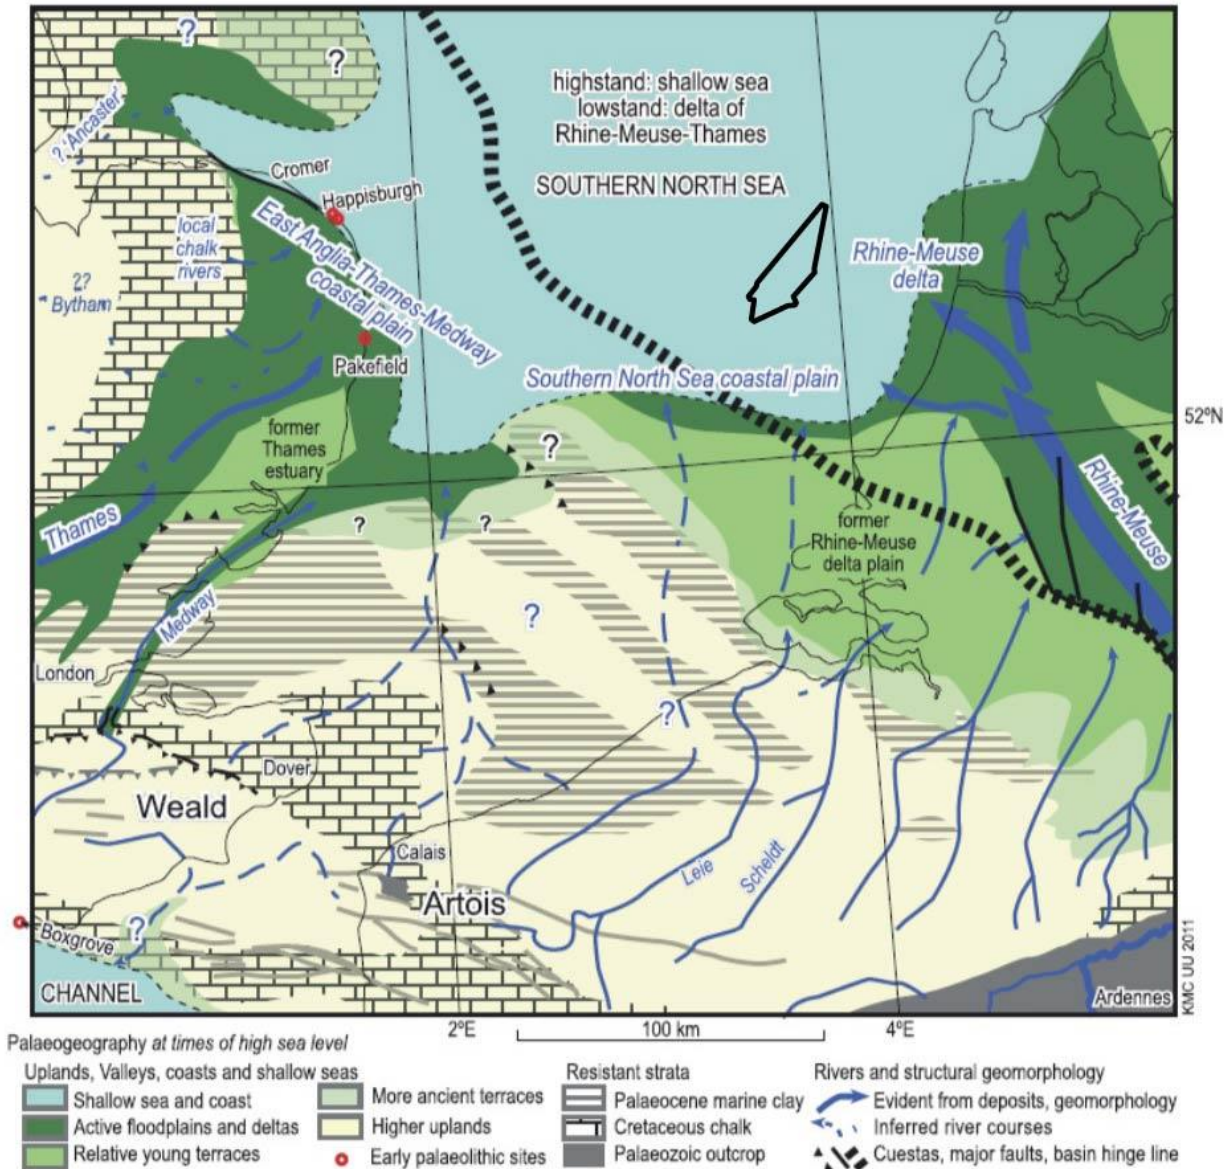 ?
?
highstand: shallow sea
lowstand: delta of
Rhine-Meuse-Thames
SOUTHERN NORTH SEA
? 'Ancaster'
Cromer
Happisburgh
local
chalk
rivers
East Anglia-Thames-Medway
coastal plain
Rhine-Meuse
delta
??
Bytham
Pakefield
Southern North Sea coastal plain
52°N
former
Thames
estuary
?
Thames
?
?
Rhine-Meuse
former
Rhine-Meuse
delta plain
Medway
?
London
?
Dover
Weald
Calais
Leie
Scheldt
Artois
Boxgrove
?
CHANNEL
Ardennes
KMC UU 2011
2°E
100 km
4°E
Palaeogeography at times of high sea level
Uplands, Valleys, coasts and shallow seas
Shallow sea and coast
Active floodplains and deltas
Relative young terraces
More ancient terraces
Higher uplands
Early palaeolithic sites
Resistant strata
Palaeocene marine clay
Cretaceous chalk
Palaeozoic outcrop
Rivers and structural geomorphology
Evident from deposits, geomorphology
Inferred river courses
Cuestas, major faults, basin hinge line